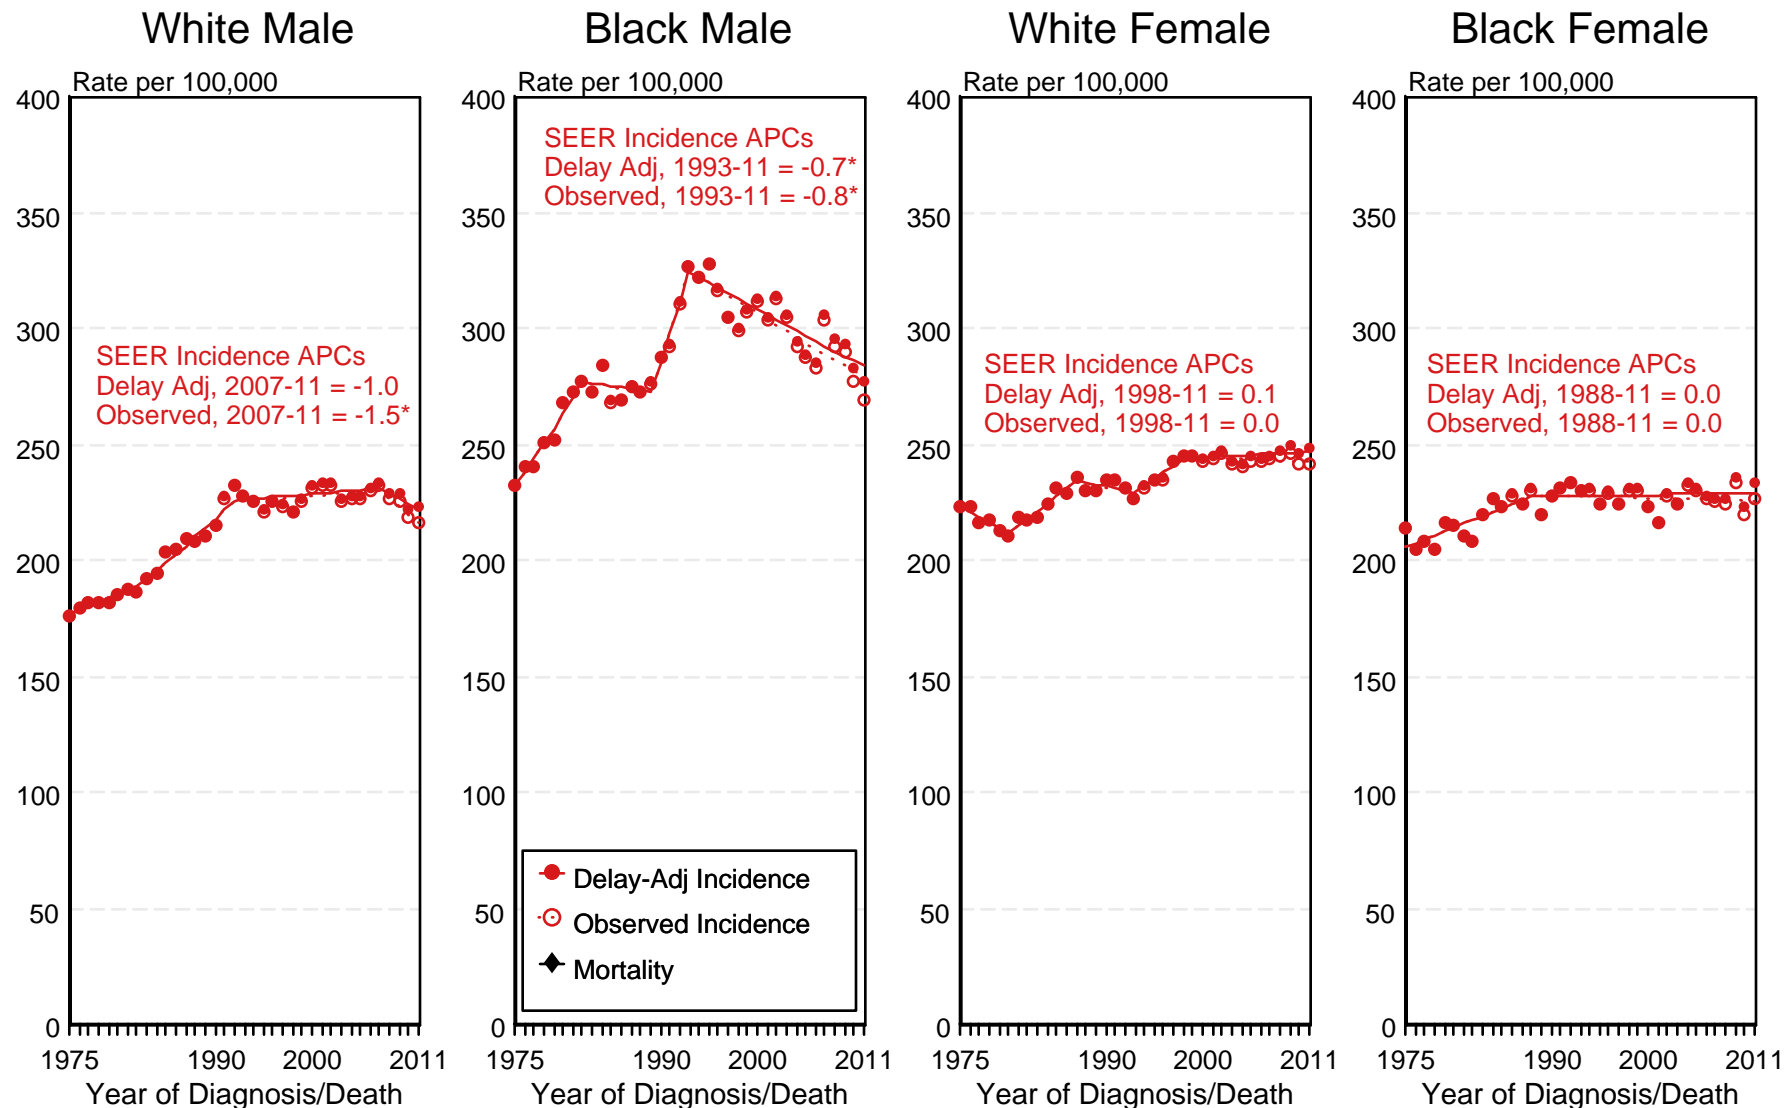 White Male
Rate per 100,000
400
350
300
250
200
150
100
50
0
SEER Incidence APCs
Delay Adj, 2007-11 = -1.0
Observed, 2007-11 = -1.5*
1975 1990 2000 2011
Year of Diagnosis/Death
Black Male
Rate per 100,000
400
350
300
250
200
150
100
50
0
SEER Incidence APCs
Delay Adj, 1993-11 = -0.7*
Observed, 1993-11 = -0.8*
Delay-Adj Incidence
Observed Incidence
Mortality
1975 1990 2000 2011
Year of Diagnosis/Death
White Female
Rate per 100,000
400
350
300
250
200
150
100
50
0
SEER Incidence APCs
Delay Adj, 1998-11 = 0.1
Observed, 1998-11 = 0.0
1975 1990 2000 2011
Year of Diagnosis/Death
Black Female
Rate per 100,000
400
350
300
250
200
150
100
50
0
SEER Incidence APCs
Delay Adj, 1988-11 = 0.0
Observed, 1988-11 = 0.0
1975 1990 2000 2011
Year of Diagnosis/Death